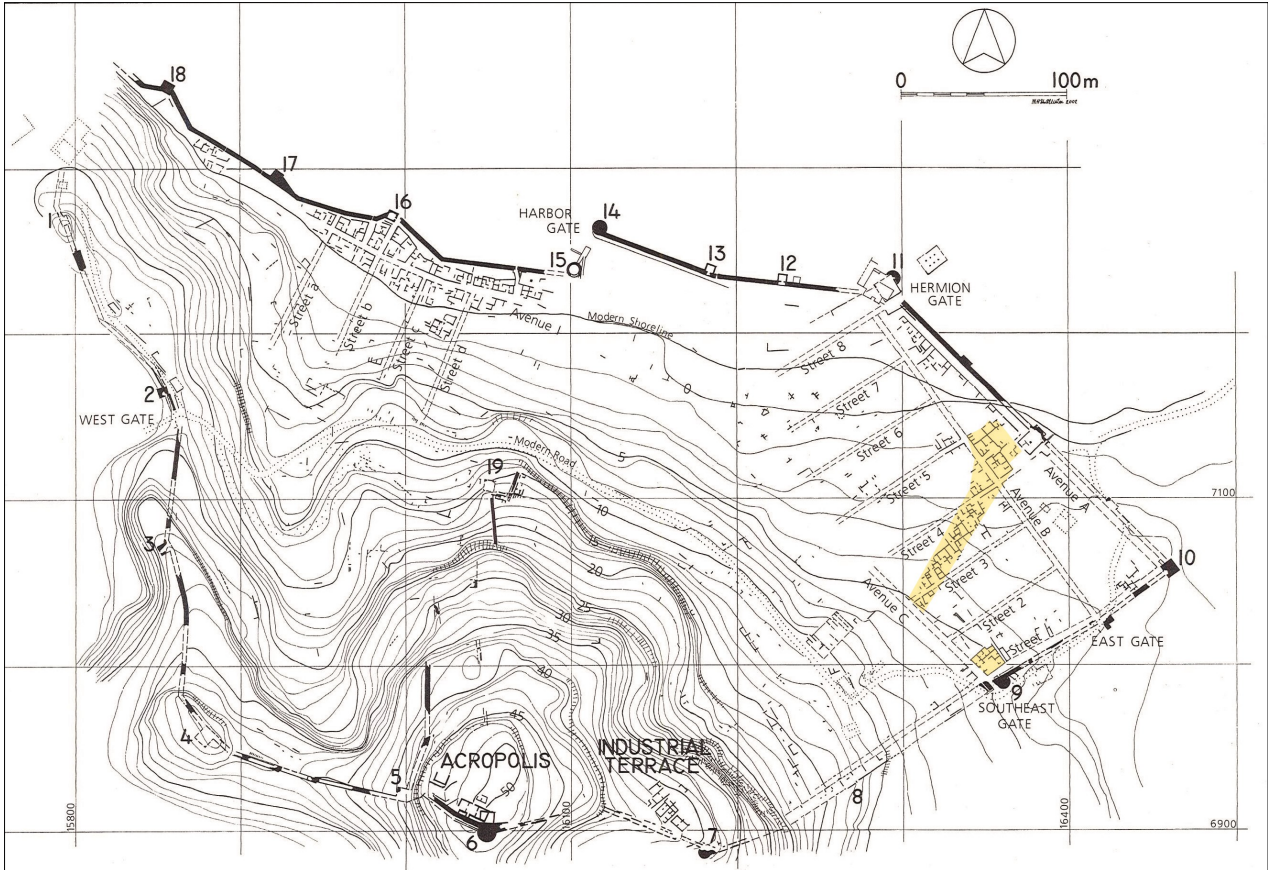 0 100m
18
17
16
HARBOR
GATE
14
15
13
12
11
HERMION
GATE
1
Street a
Street b
Street c
Street d
Avenue I
Modern Shoreline
0
Street 8
Street 7
Street 6
Street 5
Street 4
Street 3
Street 2
Street 1
Avenue A
Avenue B
Avenue C
2
WEST GATE
Modern Road
19
5
10
15
20
25
30
35
40
45
50
7100
3
10
EAST GATE
9
SOUTHEAST
GATE
4
5
ACROPOLIS
INDUSTRIAL
TERRACE
6
7
8
15800
16100
16400
6900